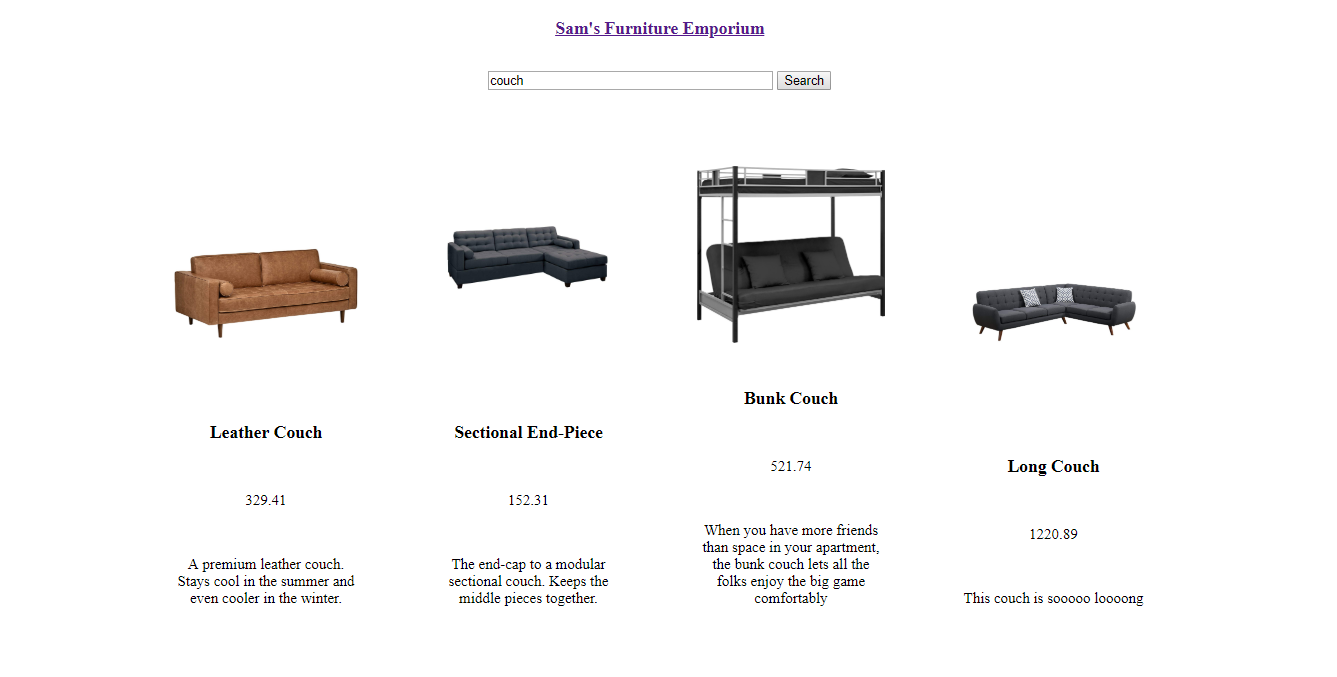 Sam's Furniture Emporium
couch
Search
Leather Couch
329.41
A premium leather couch.
Stays cool in the summer and
even cooler in the winter.
Sectional End-Piece
152.31
The end-cap to a modular
sectional couch. Keeps the
middle pieces together.
Bunk Couch
521.74
When you have more friends
than space in your apartment,
the bunk couch lets all the
folks enjoy the big game
comfortably
Long Couch
1220.89
This couch is sooooo loooong